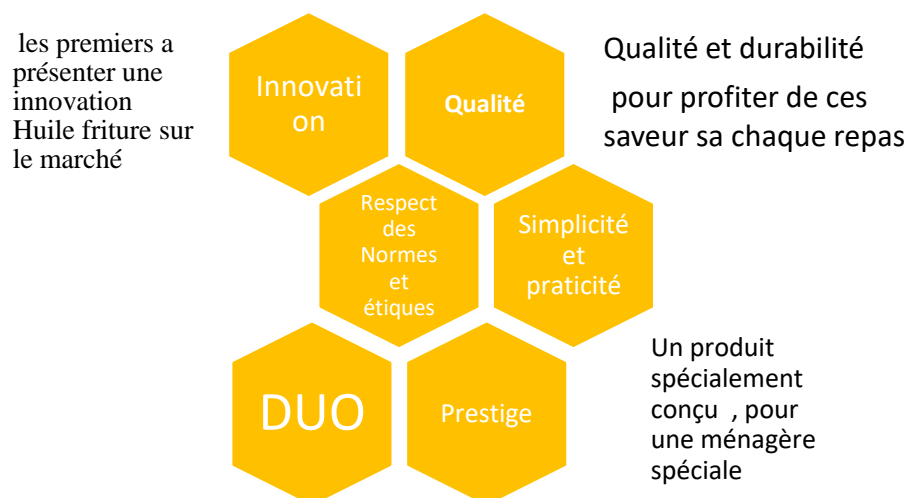 les premiers a
présenter une
innovation
Huile friture sur
le marché
Innovati
on
Qualité
Qualité et durabilité
pour profiter de ces
saveur sa chaque repas
Respect
des
Normes
et
étiques
Simplicité
et
praticité
DUO
Prestige
Un produit
spécialement
conçu , pour
une ménagère
spéciale